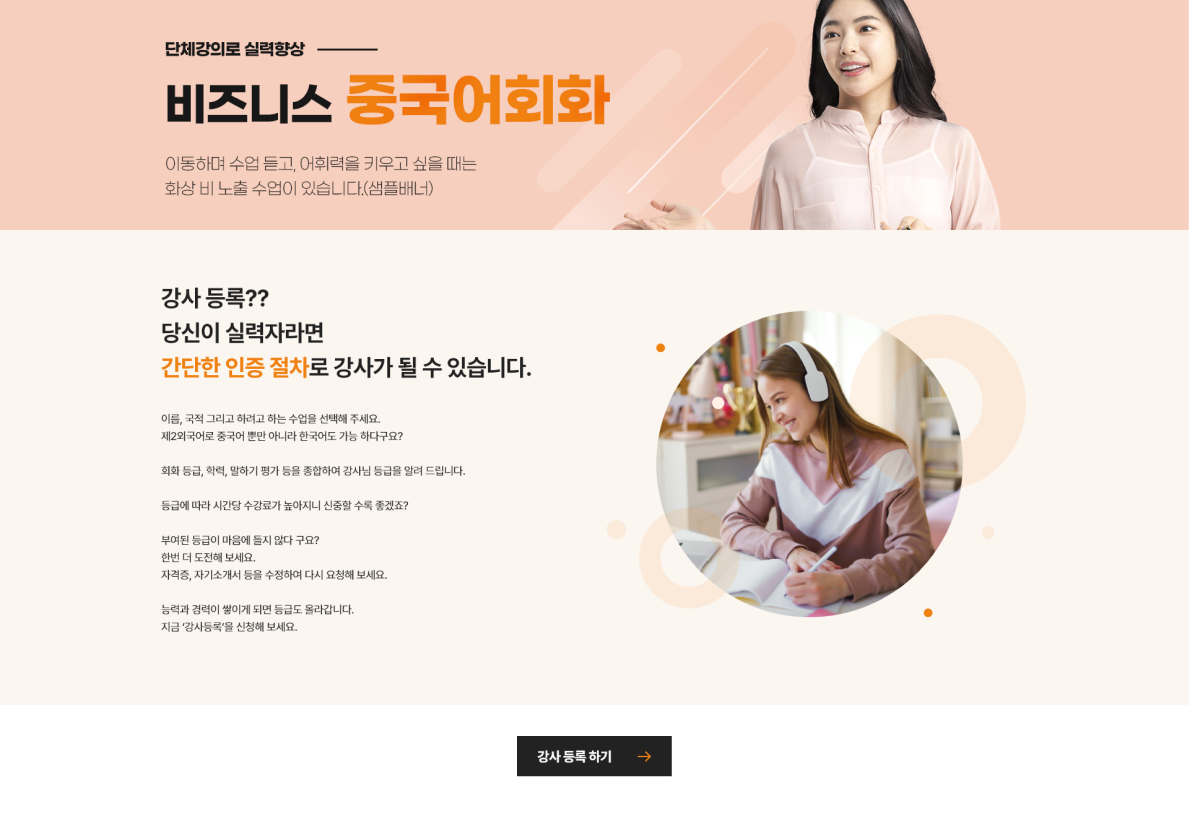 단체강의로 실력향상
비즈니스 중국어회화
이동하며 수업 듣고, 어휘력을 키우고 싶을 때는
화상 비 노출 수업이 있습니다.(샘플배너)
강사 등록??
당신이 실력자라면
간단한 인증 절차로 강사가 될 수 있습니다.
이름, 국적 그리고 하려고 하는 수업을 선택해 주세요.
제2외국어로 중국어 뿐만 아니라 한국어도 가능 하다구요?
회화 등급, 학력, 말하기 평가 등을 종합하여 강사님 등급을 알려 드립니다.
등급에 따라 시간당 수강료가 높아지니 신중할 수록 좋겠죠?
부여된 등급이 마음에 들지 않다 구요?
한번 더 도전해 보세요.
자격증, 자기소개서 등을 수정하여 다시 요청해 보세요.
능력과 경력이 쌓이게 되면 등급도 올라갑니다.
지금 ‘강사등록’을 신청해 보세요.
강사 등록 하기